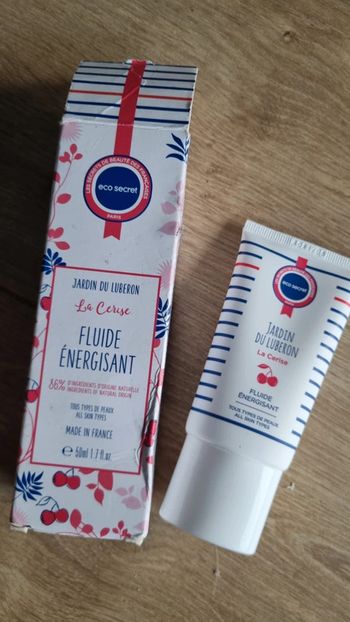 LES SECRETS DE BEAUTÉ DES FRANÇAISES
eco secret
PARIS
JARDIN DU LUBERON
La Cerise
FLUIDE
ÉNERGISANT
D'INGRÉDIENTS D'ORIGINE NATURELLE
INGREDIENTS OF NATURAL ORIGIN
TOUS TYPES DE PEAUX
ALL SKIN TYPES
MADE IN FRANCE
e 50ml 1·7 fl.oz
eco secret
JARDIN
DU LUBERON
La Cerise
FLUIDE
ÉNERGISANT
TOUS TYPES DE PEAUX
ALL SKIN TYPES